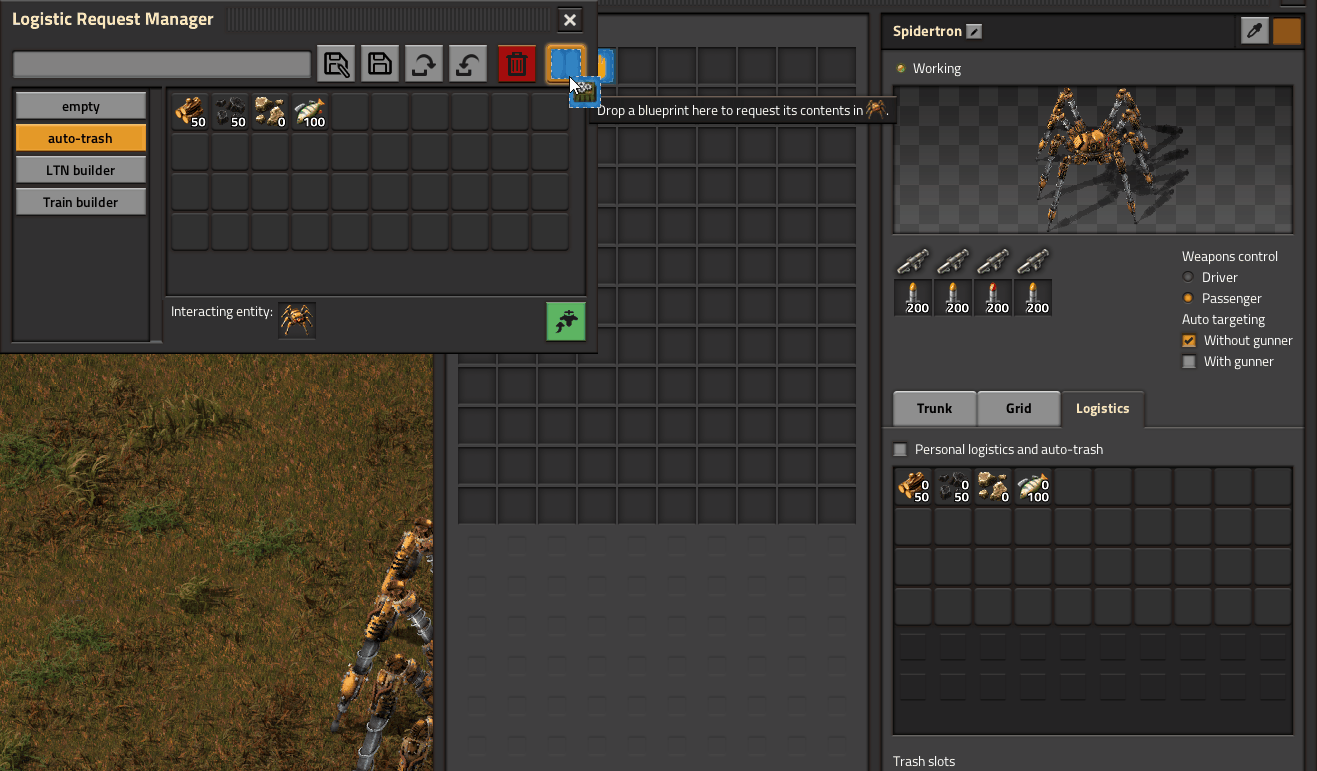 Logistic Request Manager
empty
auto-trash
LTN builder
Train builder
50
50
0
100
Interacting entity:
Drop a blueprint here to request its contents in .
Spidertron
Working
200
200
200
200
Weapons control
Driver
Passenger
Auto targeting
Without gunner
With gunner
Trunk
Grid
Logistics
Personal logistics and auto-trash
0 0 0
50 50 0 100
Trash slots